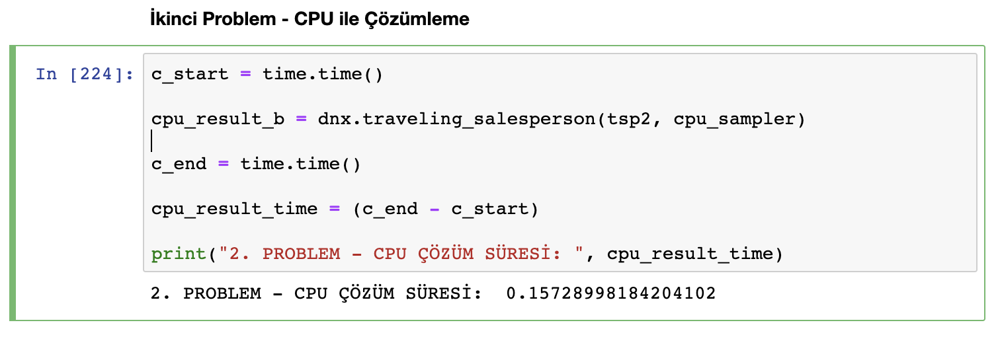 İkinci Problem - CPU ile Çözümleme
In [224]: c_start = time.time()
cpu_result_b = dnx.traveling_salesperson(tsp2, cpu_sampler)
c_end = time.time()
cpu_result_time = (c_end - c_start)
print("2. PROBLEM - CPU ÇÖZÜM SÜRESİ: ", cpu_result_time)
2. PROBLEM - CPU ÇÖZÜM SÜRESİ:  0.15728998184204102